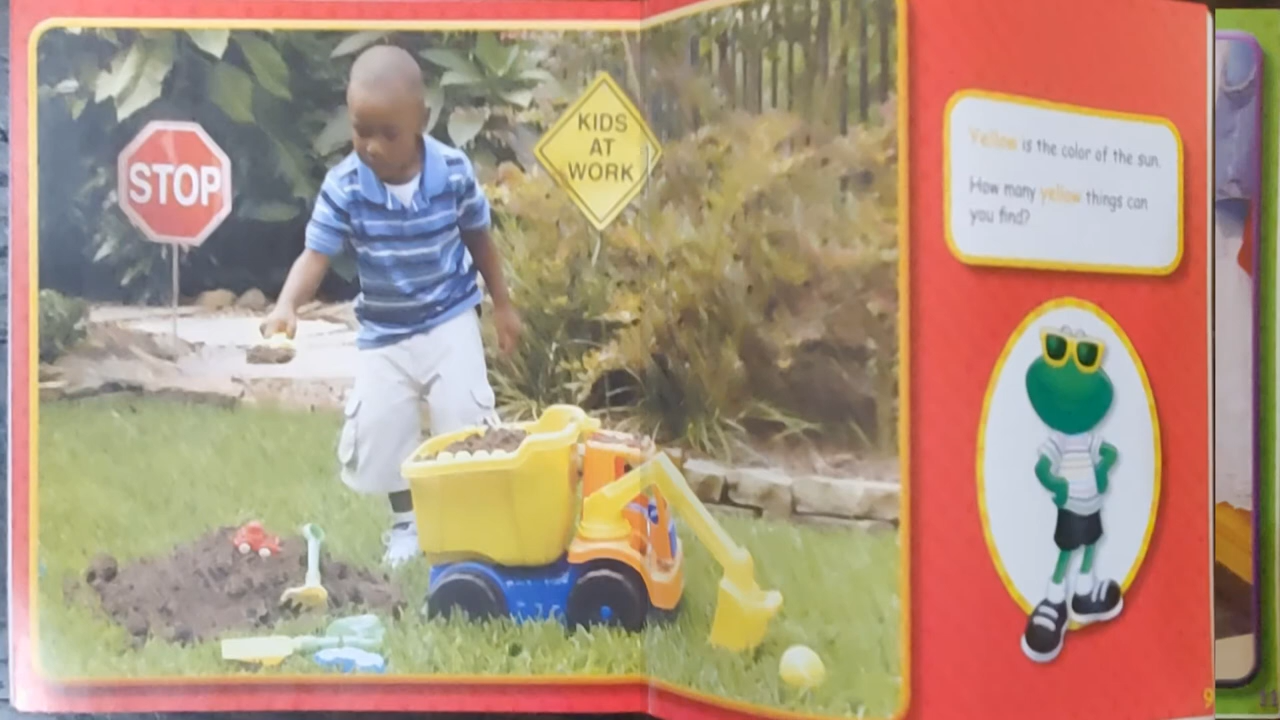 STOP
KIDS
AT
WORK
Yellow is the color of the sun.
How many yellow things can
you find?
9
11